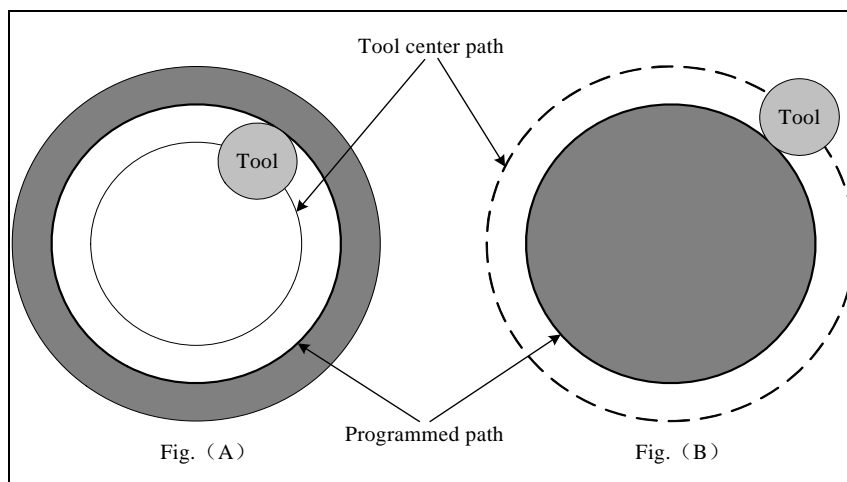 Tool center path
Tool
Tool
Programmed path
Fig.（A）
Fig.（B）